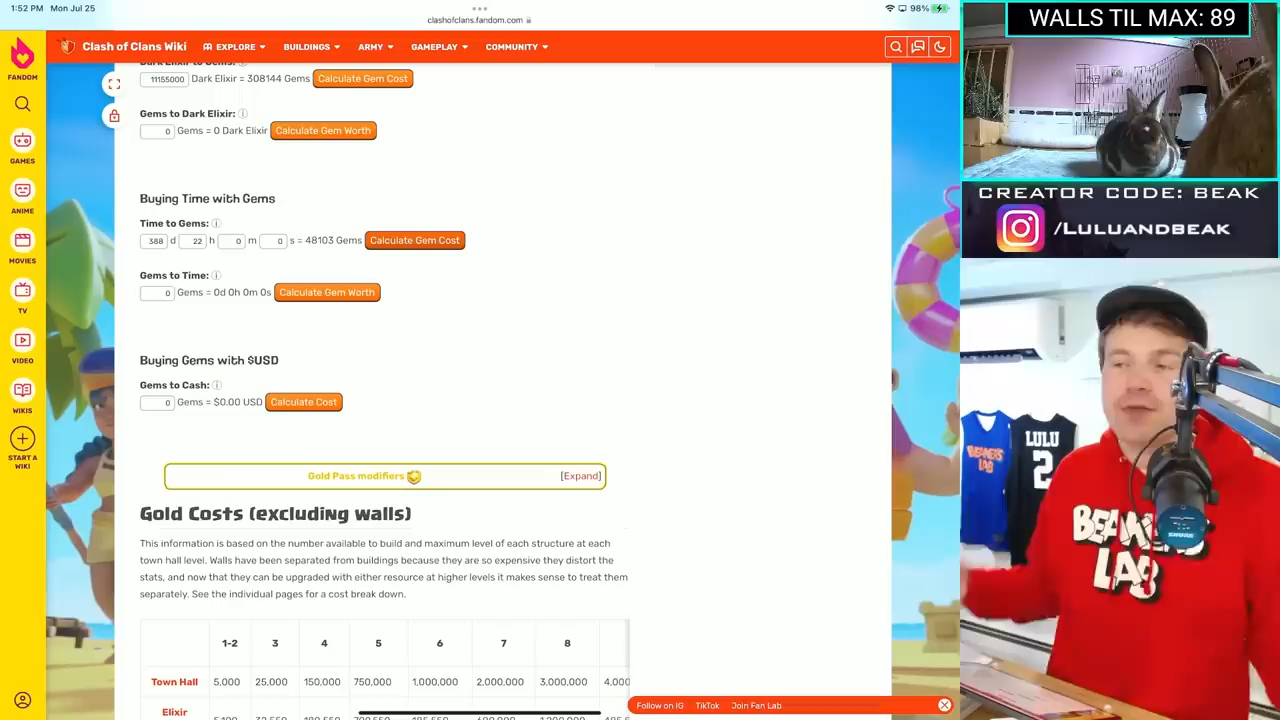 1:52 PM Mon Jul 25
98%
clashofclans.fandom.com
FANDOM
GAMES
ANIME
MOVIES
TV
VIDEO
WIKIS
START A
WIKI
Clash of Clans Wiki
EXPLORE
BUILDINGS
ARMY
GAMEPLAY
COMMUNITY
Dark Elixir to Gems:
11155000 Dark Elixir = 308144 Gems Calculate Gem Cost
Gems to Dark Elixir:
0 Gems = 0 Dark Elixir Calculate Gem Worth
Buying Time with Gems
Time to Gems:
388 d 22 h 0 m 0 s = 48103 Gems Calculate Gem Cost
Gems to Time:
0 Gems = 0d 0h 0m 0s Calculate Gem Worth
Buying Gems with $USD
Gems to Cash:
0 Gems = $0.00 USD Calculate Cost
Gold Pass modifiers [Expand]
Gold Costs (excluding walls)
This information is based on the number available to build and maximum level of each structure at each
town hall level. Walls have been separated from buildings because they are so expensive they distort the
stats, and now that they can be upgraded with either resource at higher levels it makes sense to treat them
separately. See the individual pages for a cost break down.
1-2 3 4 5 6 7 8
Town Hall 5,000 25,000 150,000 750,000 1,000,000 2,000,000 3,000,000 4,000
Elixir
Follow on IG TikTok Join Fan Lab
WALLS TIL MAX: 89
CREATOR CODE: BEAK
/LULUANDBEAK
LULU
2
LAB
SHURE